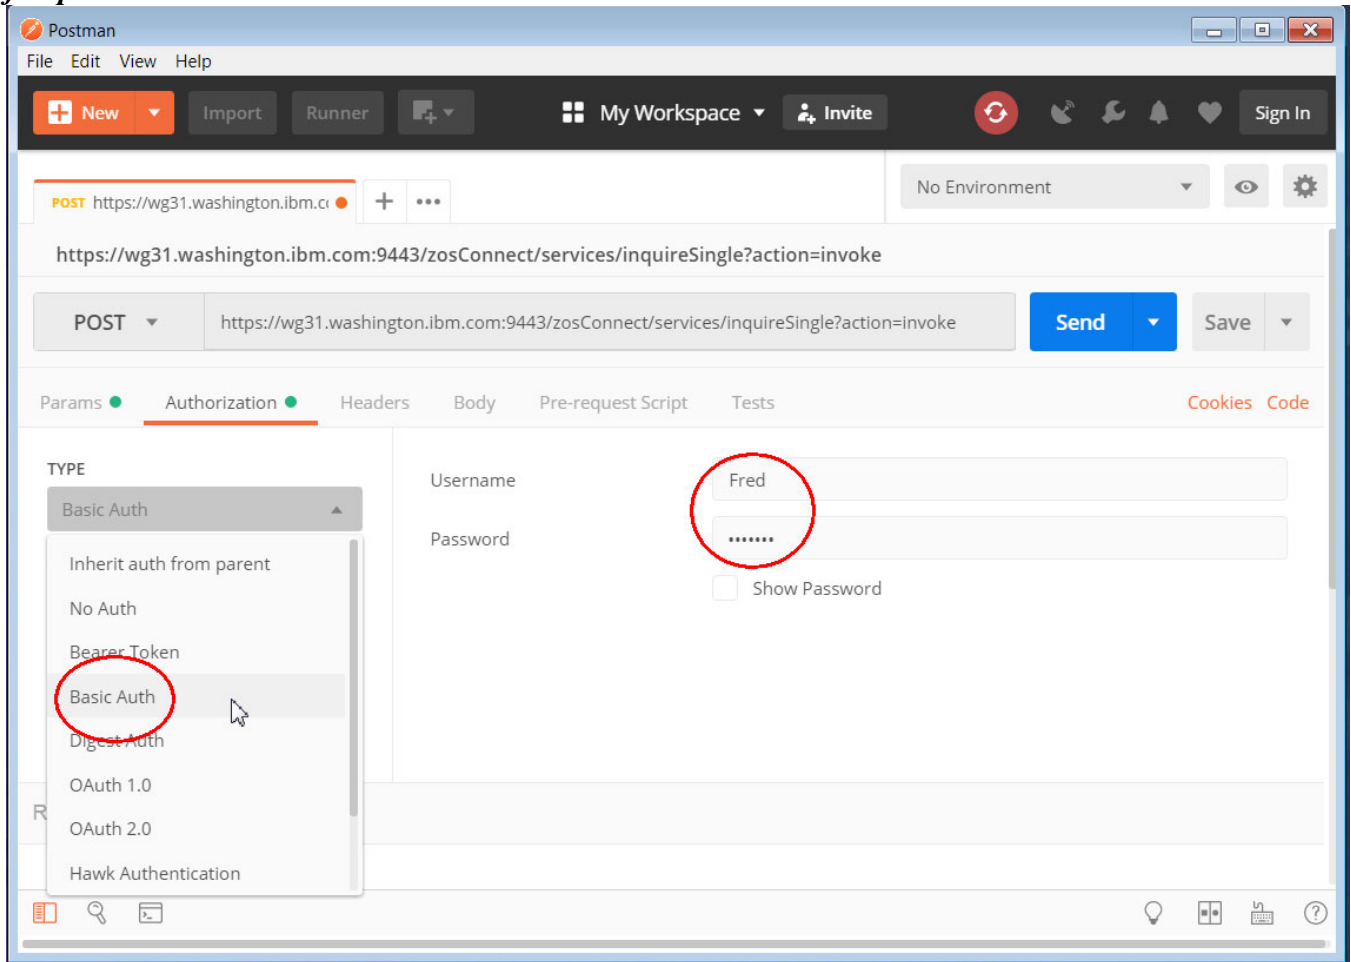 Postman
File Edit View Help
New Import Runner My Workspace Invite Sign In
POST https://wg31.washington.ibm.c
No Environment
https://wg31.washington.ibm.com:9443/zosConnect/services/inquireSingle?action=invoke
POST https://wg31.washington.ibm.com:9443/zosConnect/services/inquireSingle?action=invoke Send Save
Params Authorization Headers Body Pre-request Script Tests Cookies Code
TYPE
Basic Auth
Username Fred
Password •••••••
Show Password
Inherit auth from parent
No Auth
Bearer Token
Basic Auth
Digest Auth
OAuth 1.0
OAuth 2.0
Hawk Authentication